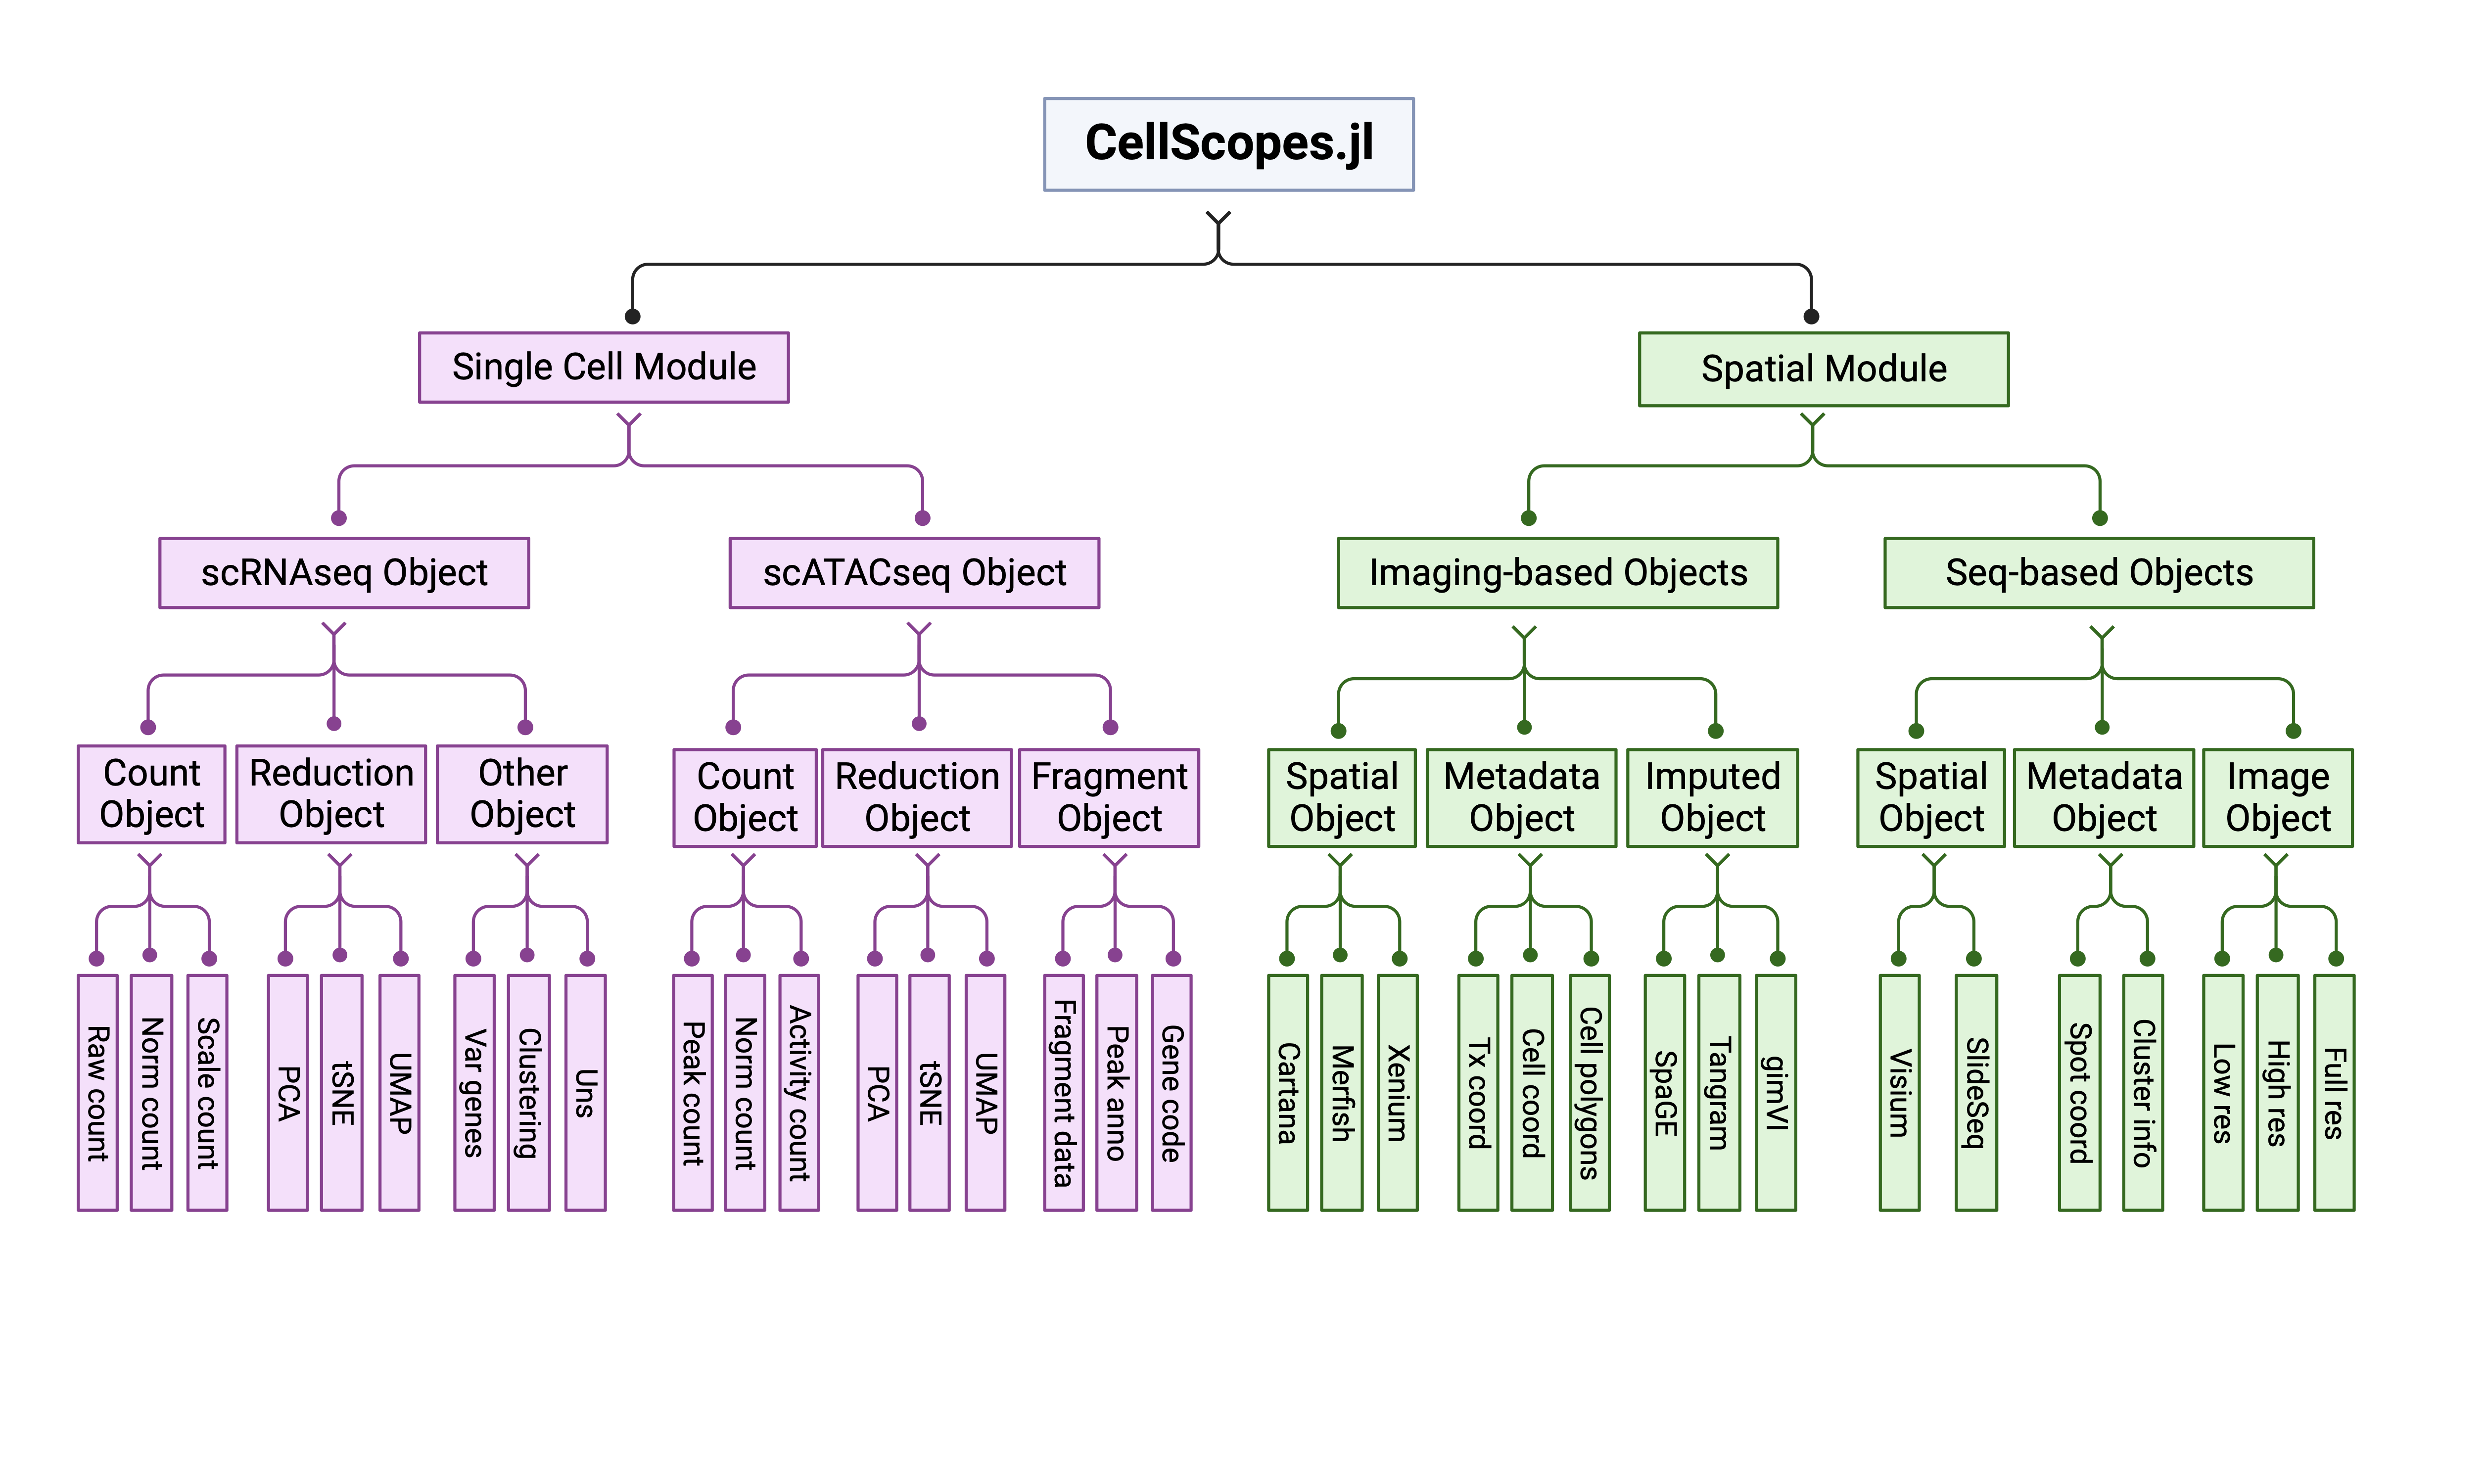 CellScopes.jl
Single Cell Module
Spatial Module
scRNAseq Object
scATACseq Object
Imaging-based Objects
Seq-based Objects
Count
Object
Reduction
Object
Other
Object
Count
Object
Reduction
Object
Fragment
Object
Spatial
Object
Metadata
Object
Imputed
Object
Spatial
Object
Metadata
Object
Image
Object
Raw count
Norm count
Scale count
PCA
tSNE
UMAP
Var genes
Clustering
Uns
Peak count
Norm count
Activity count
PCA
tSNE
UMAP
Fragment data
Peak anno
Gene code
Cartana
Merfish
Xenium
Tx coord
Cell coord
Cell polygons
SpaGE
Tangram
gimVI
Visium
SlideSeq
Spot coord
Cluster info
Low res
High res
Full res